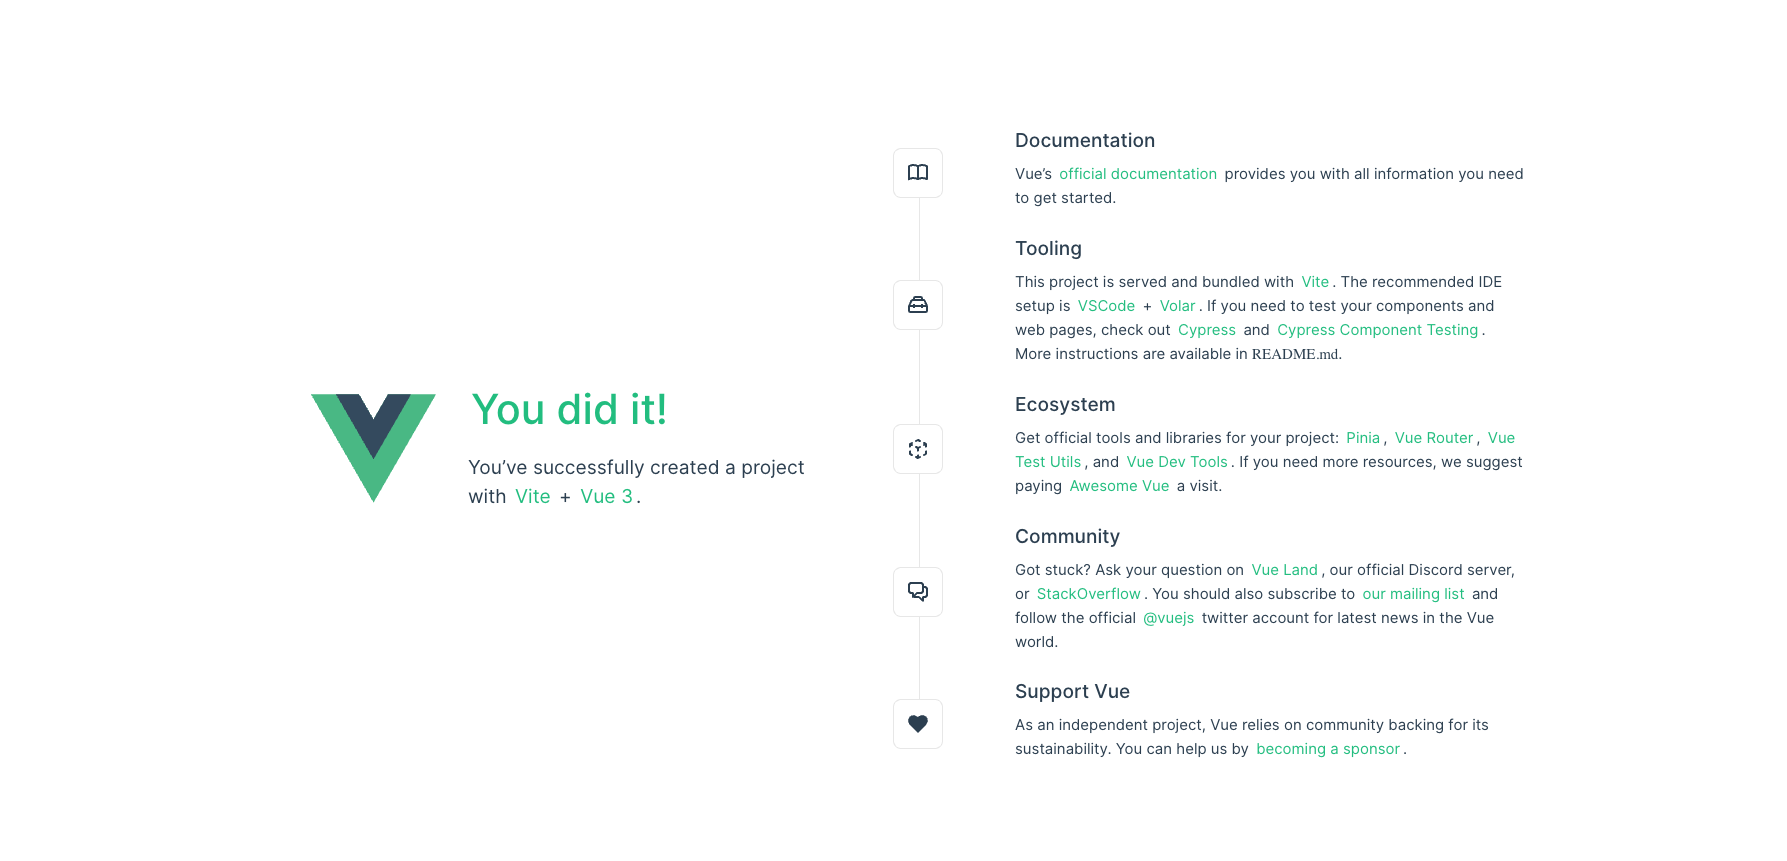 You did it!
You’ve successfully created a project
with Vite + Vue 3.
Documentation
Vue’s official documentation provides you with all information you need
to get started.
Tooling
This project is served and bundled with Vite. The recommended IDE
setup is VSCode + Volar. If you need to test your components and
web pages, check out Cypress and Cypress Component Testing.
More instructions are available in README.md.
Ecosystem
Get official tools and libraries for your project: Pinia, Vue Router, Vue
Test Utils, and Vue Dev Tools. If you need more resources, we suggest
paying Awesome Vue a visit.
Community
Got stuck? Ask your question on Vue Land, our official Discord server,
or StackOverflow. You should also subscribe to our mailing list and
follow the official @vuejs twitter account for latest news in the Vue
world.
Support Vue
As an independent project, Vue relies on community backing for its
sustainability. You can help us by becoming a sponsor.